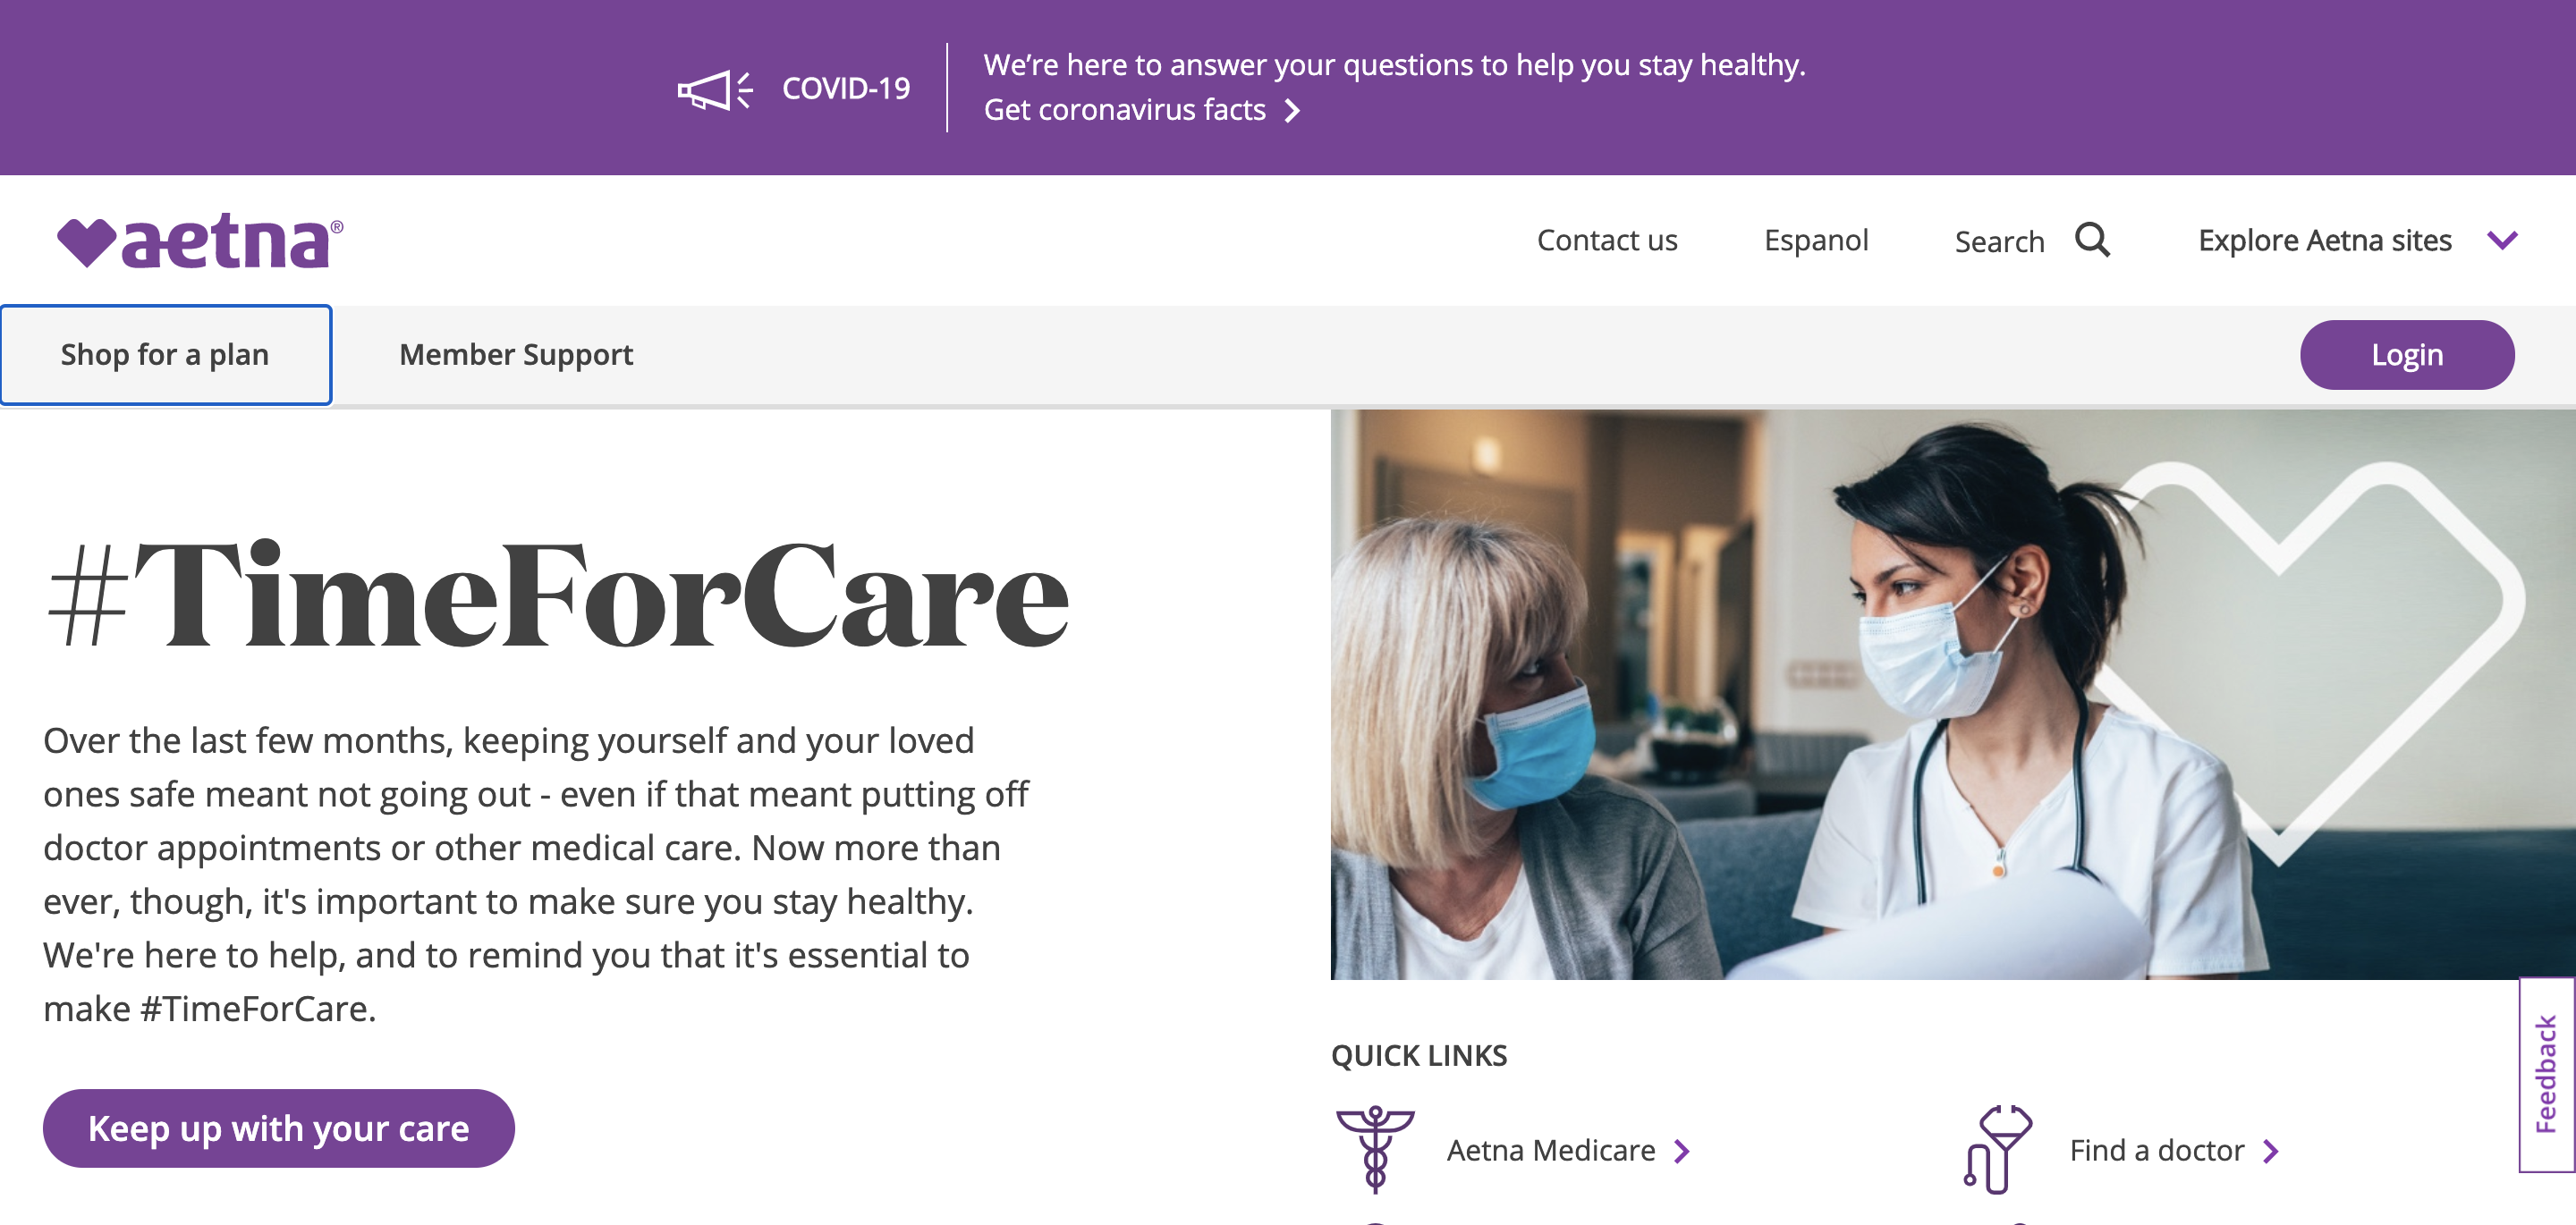 COVID-19
We’re here to answer your questions to help you stay healthy.
Get coronavirus facts
aetna®
Contact us
Espanol
Search
Explore Aetna sites
Shop for a plan
Member Support
Login
#TimeForCare
Over the last few months, keeping yourself and your loved
ones safe meant not going out - even if that meant putting off
doctor appointments or other medical care. Now more than
ever, though, it's important to make sure you stay healthy.
We're here to help, and to remind you that it's essential to
make #TimeForCare.
Keep up with your care
QUICK LINKS
Aetna Medicare
Find a doctor
Feedback